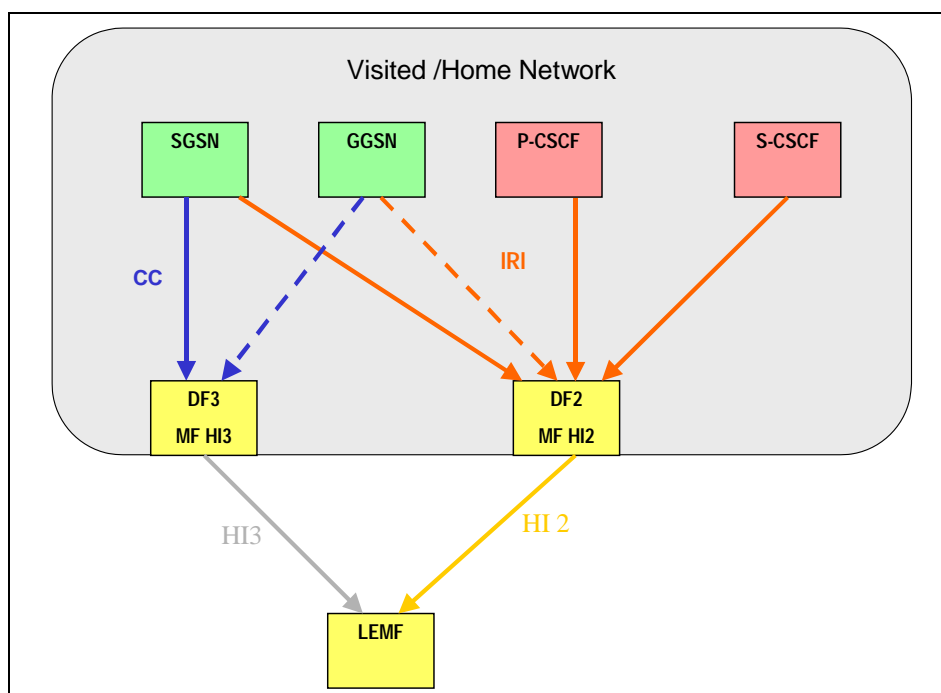 Visited /Home Network
SGSN
GGSN
P-CSCF
S-CSCF
CC
IRI
DF3
MF HI3
DF2
MF HI2
HI3
HI 2
LEMF